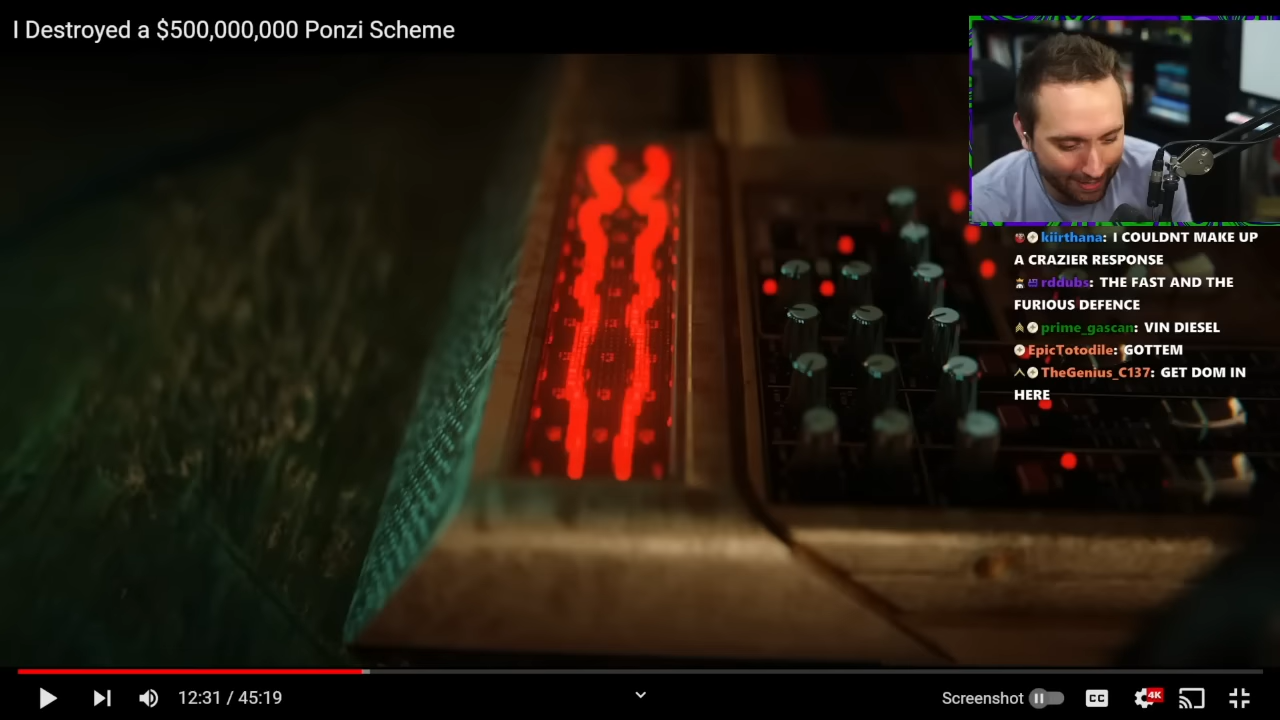 I Destroyed a $500,000,000 Ponzi Scheme
kiirthana: I COULDNT MAKE UP
A CRAZIER RESPONSE
rddubs: THE FAST AND THE
FURIOUS DEFENCE
prime_gascan: VIN DIESEL
EpicTotodile: GOTTEM
TheGenius_C137: GET DOM IN
HERE
12:31 / 45:19
Screenshot
CC
4K